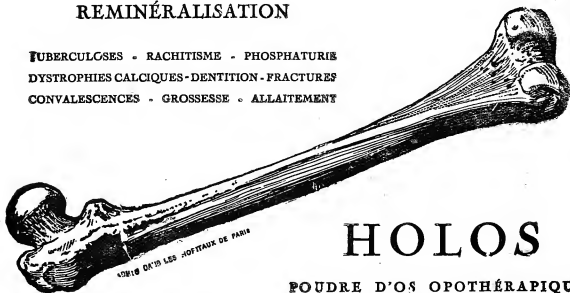 REMINÉRALISATION
TUBERCULOSES - RACHITISME - PHOSPHATURIE
DYSTROPHIES CALCIQUES - DENTITION - FRACTURES
CONVALESCENCES - GROSSESSE - ALLAITEMENT
LES HOPITAUX DE PARIS
HOLOS
POUDRE D'OS OPOTHÉRAPIQU